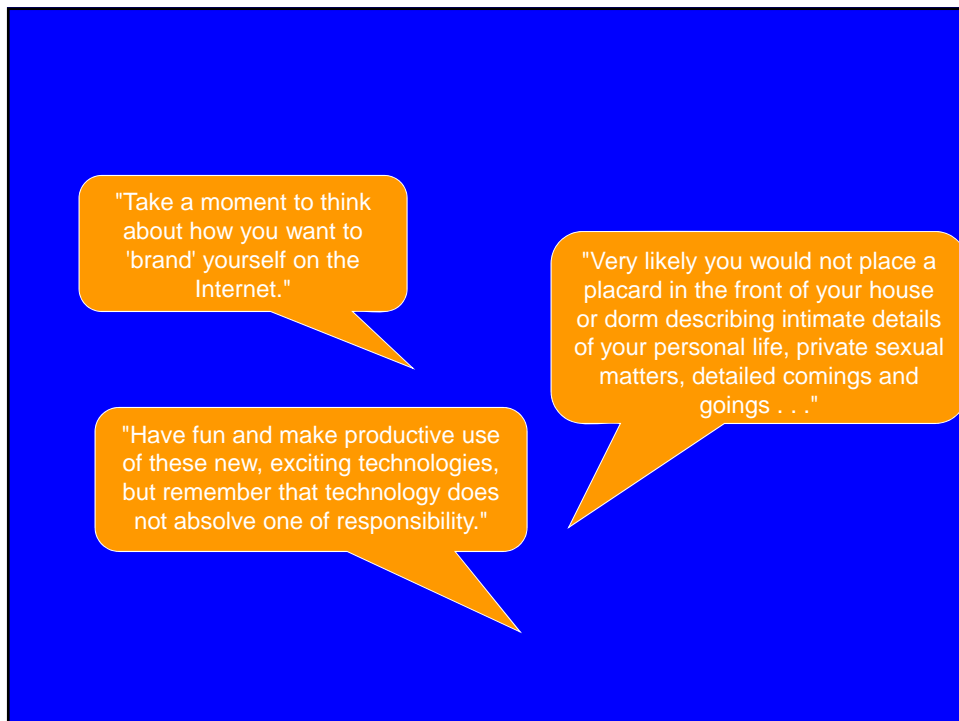 "Take a moment to think
about how you want to
'brand' yourself on the
Internet."
"Very likely you would not place a
placard in the front of your house
or dorm describing intimate details
of your personal life, private sexual
matters, detailed comings and
goings . . ."
"Have fun and make productive use
of these new, exciting technologies,
but remember that technology does
not absolve one of responsibility."